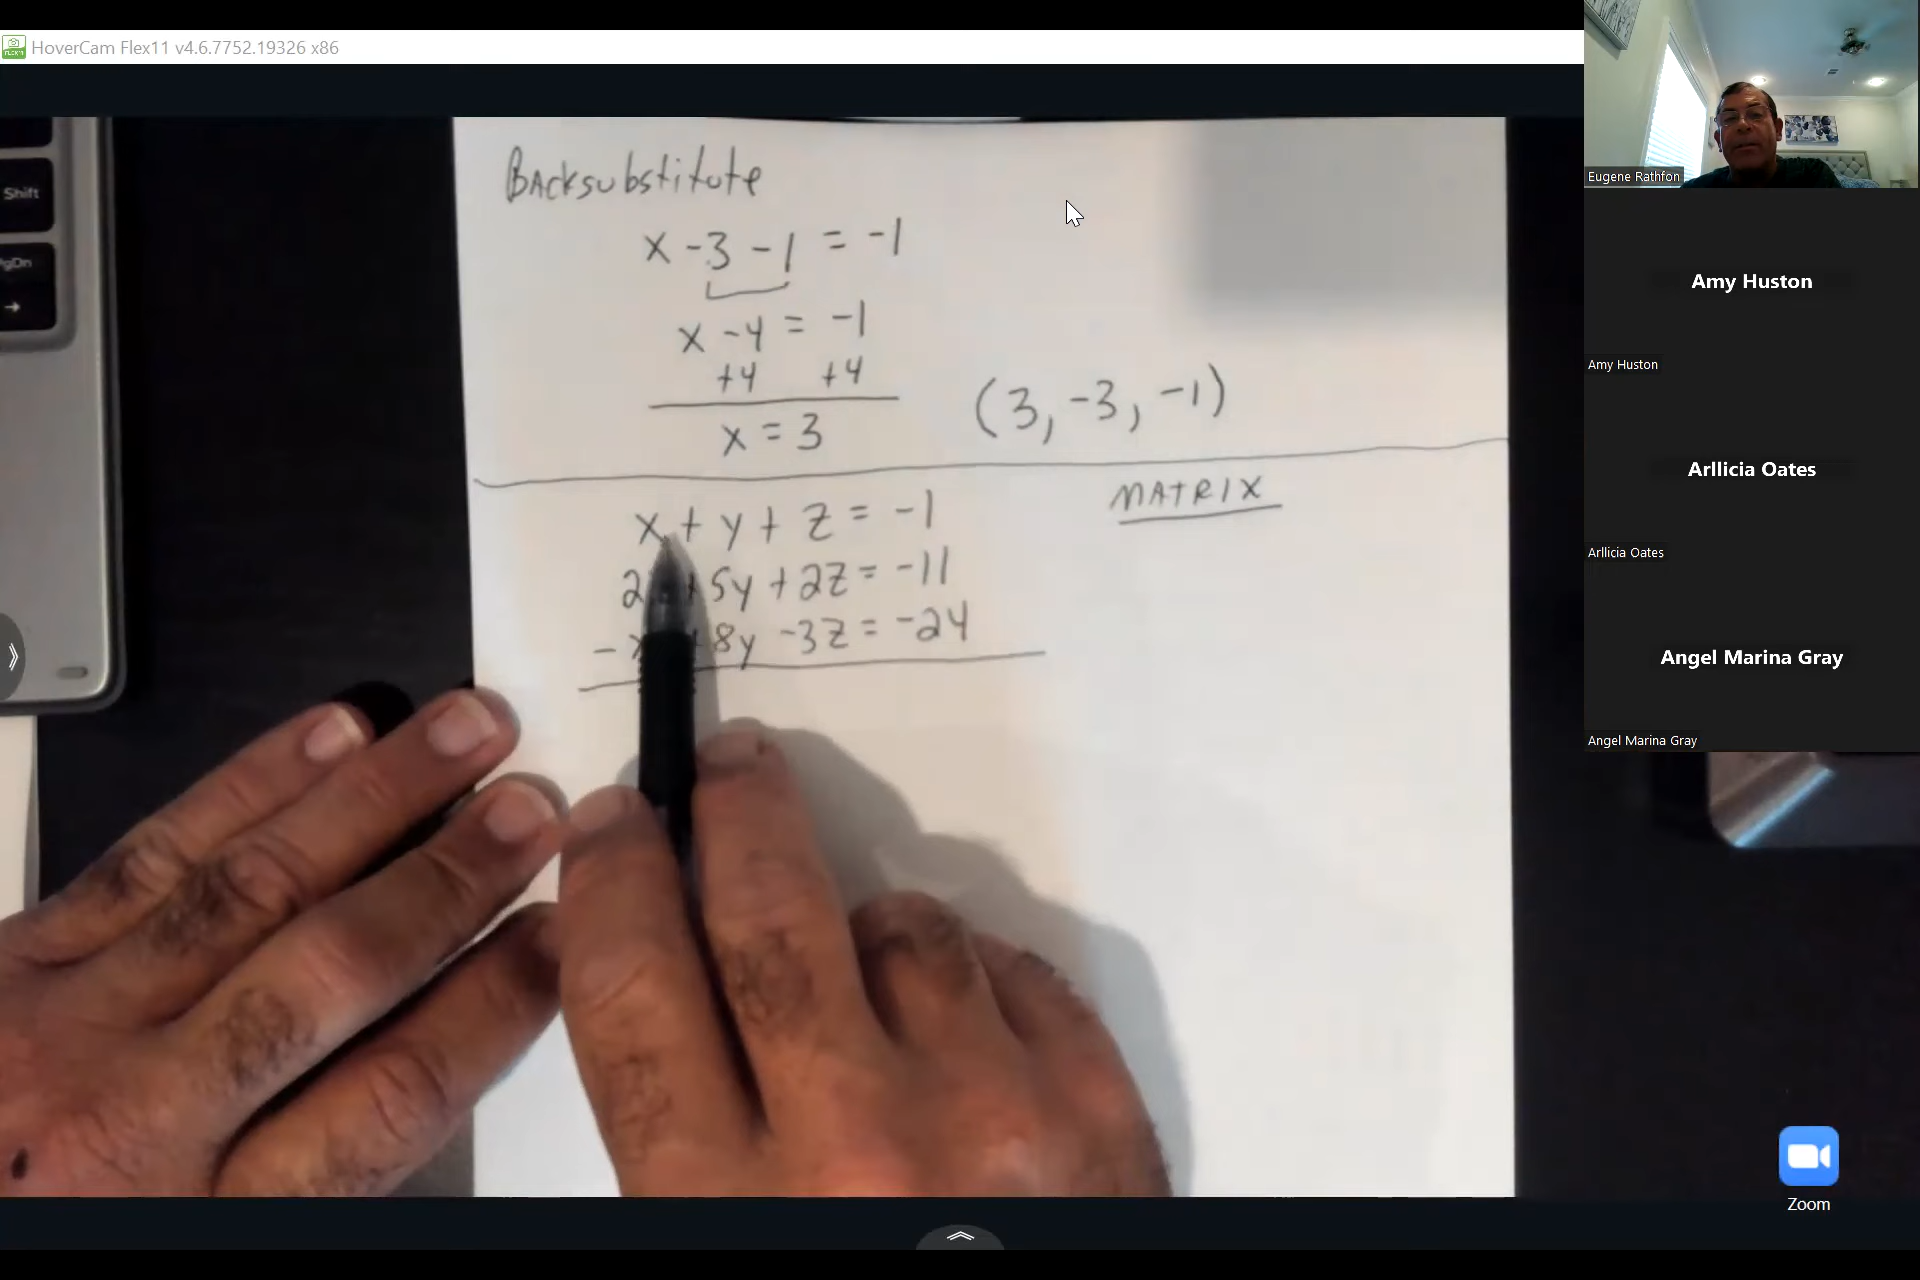 HoverCam Flex11 v4.6.7752.19326 x86
Shift
PgDn
Backsubstitute
x - 3 - 1 = -1
x - 4 = -1
+4 +4
x = 3
(3, -3, -1)
MATRIX
x + y + z = -1
2 + 5y + 2z = -11
-x + 8y - 3z = -24
Eugene Rathfon
Amy Huston
Amy Huston
Arllicia Oates
Arllicia Oates
Angel Marina Gray
Angel Marina Gray
Zoom